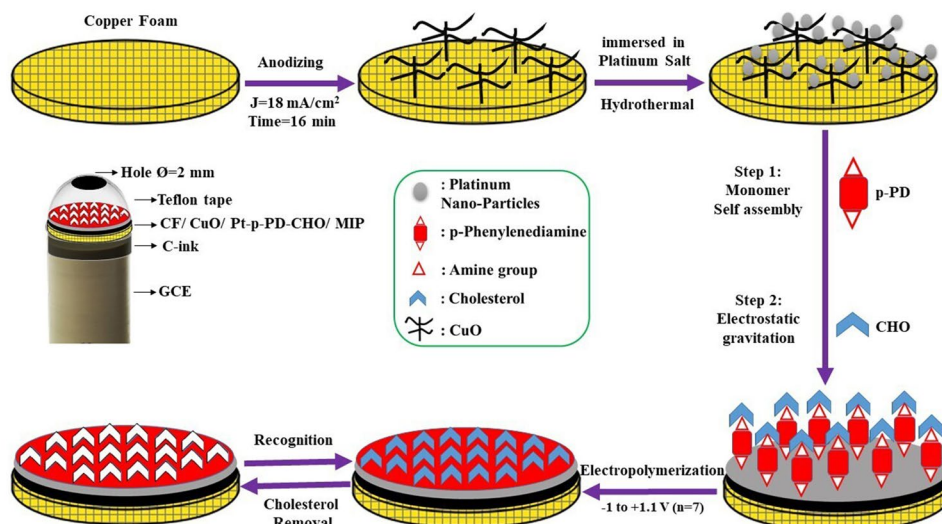 Copper Foam
Anodizing
J=18 mA/cm²
Time=16 min
immersed in
Platinum Salt
Hydrothermal
Hole Ø=2 mm
Teflon tape
CF/ CuO/ Pt-p-PD-CHO/ MIP
C-ink
GCE
: Platinum
Nano-Particles
: p-Phenylenediamine
: Amine group
: Cholesterol
: CuO
Step 1:
Monomer
Self assembly
p-PD
Step 2:
Electrostatic
gravitation
CHO
Recognition
Cholesterol
Removal
Electropolymerization
-1 to +1.1 V (n=7)